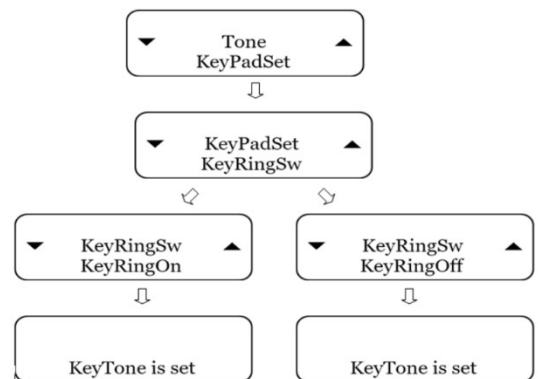 Tone
KeyPadSet
KeyPadSet
KeyRingSw
KeyRingSw
KeyRingOn
KeyRingSw
KeyRingOff
KeyTone is set
KeyTone is set